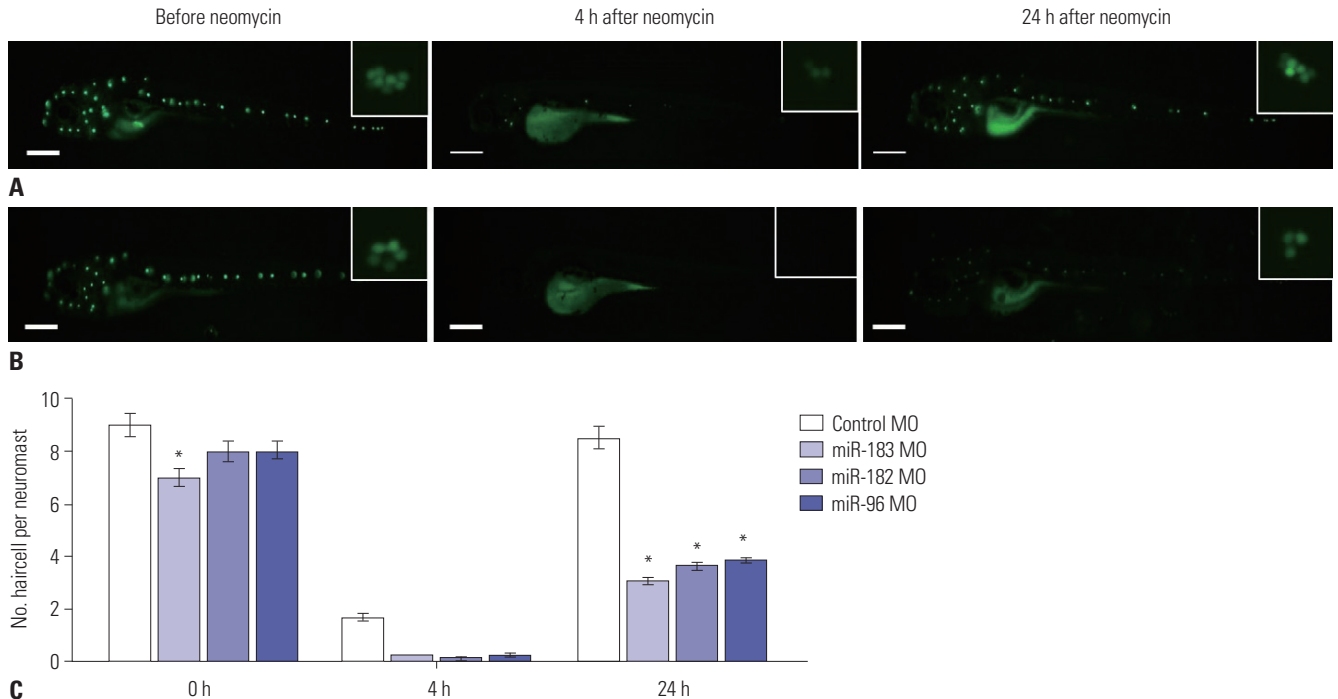 Before neomycin
4 h after neomycin
24 h after neomycin
A
B
10
8
6
4
2
0
No. haircell per neuromast
*
*
*
*
0 h
4 h
24 h
Control MO
miR-183 MO
miR-182 MO
miR-96 MO
C